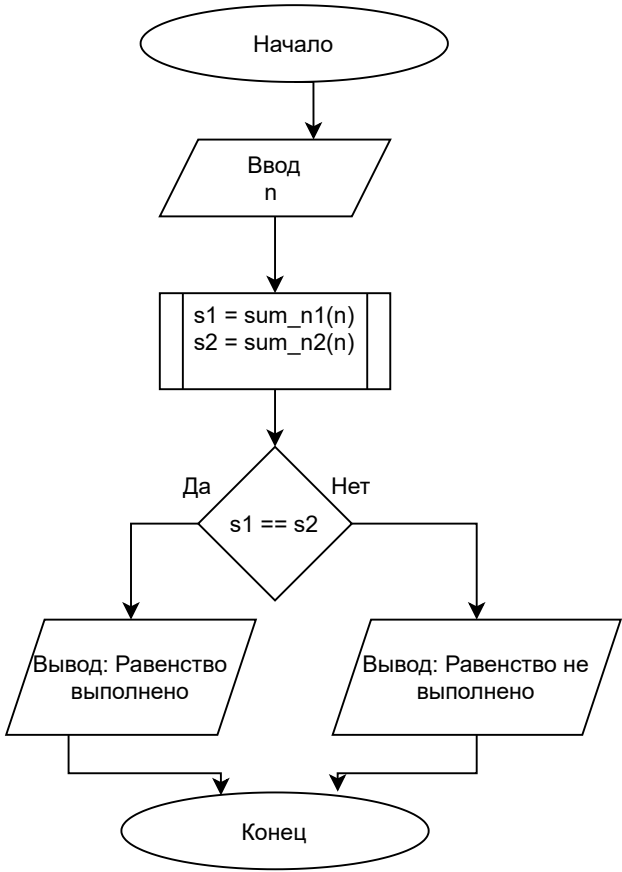 Начало
Ввод
n
s1 = sum_n1(n)
s2 = sum_n2(n)
Да
Нет
s1 == s2
Вывод: Равенство
выполнено
Вывод: Равенство не
выполнено
Конец